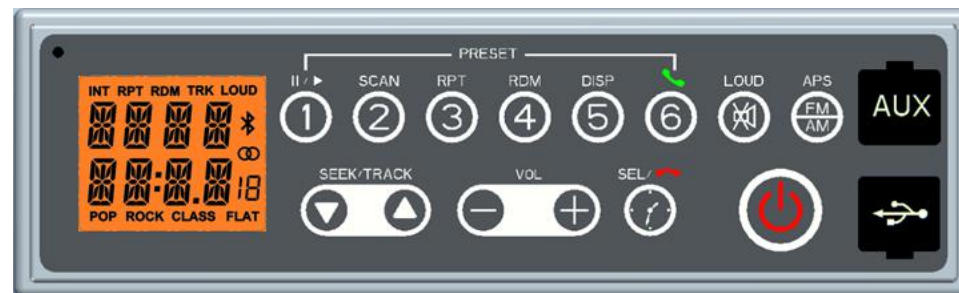 PRESET
II/▶ SCAN RPT RDM DISP LOUD APS
1 2 3 4 5 6 FM AM AUX
INT RPT RDM TRK LOUD
18
POP ROCK CLASS FLAT
SEEK/TRACK VOL SEL/